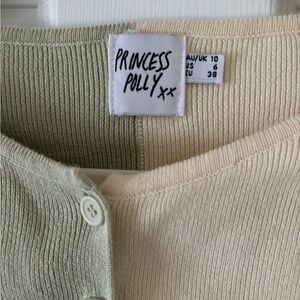 PRINCESS
POLLY xx
AU/UK 10
US 6
EU 38